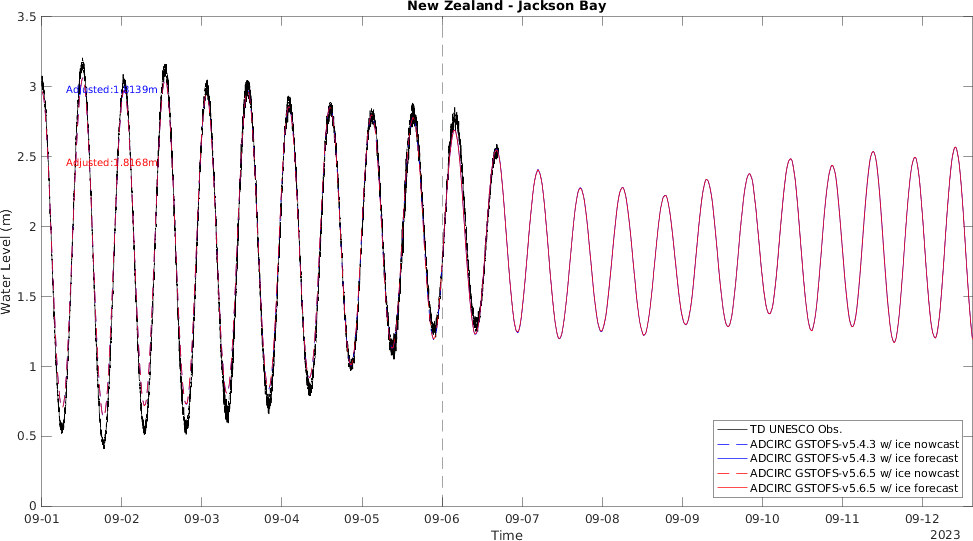 New Zealand - Jackson Bay
3.5
3
2.5
2
1.5
1
0.5
0
Water Level (m)
Adjusted:1.8139m
Adjusted:1.8168m
TD UNESCO Obs.
ADCIRC GSTOFS-v5.4.3 w/ ice nowcast
ADCIRC GSTOFS-v5.4.3 w/ ice forecast
ADCIRC GSTOFS-v5.6.5 w/ ice nowcast
ADCIRC GSTOFS-v5.6.5 w/ ice forecast
09-01 09-02 09-03 09-04 09-05 09-06 09-07 09-08 09-09 09-10 09-11 09-12
2023
Time